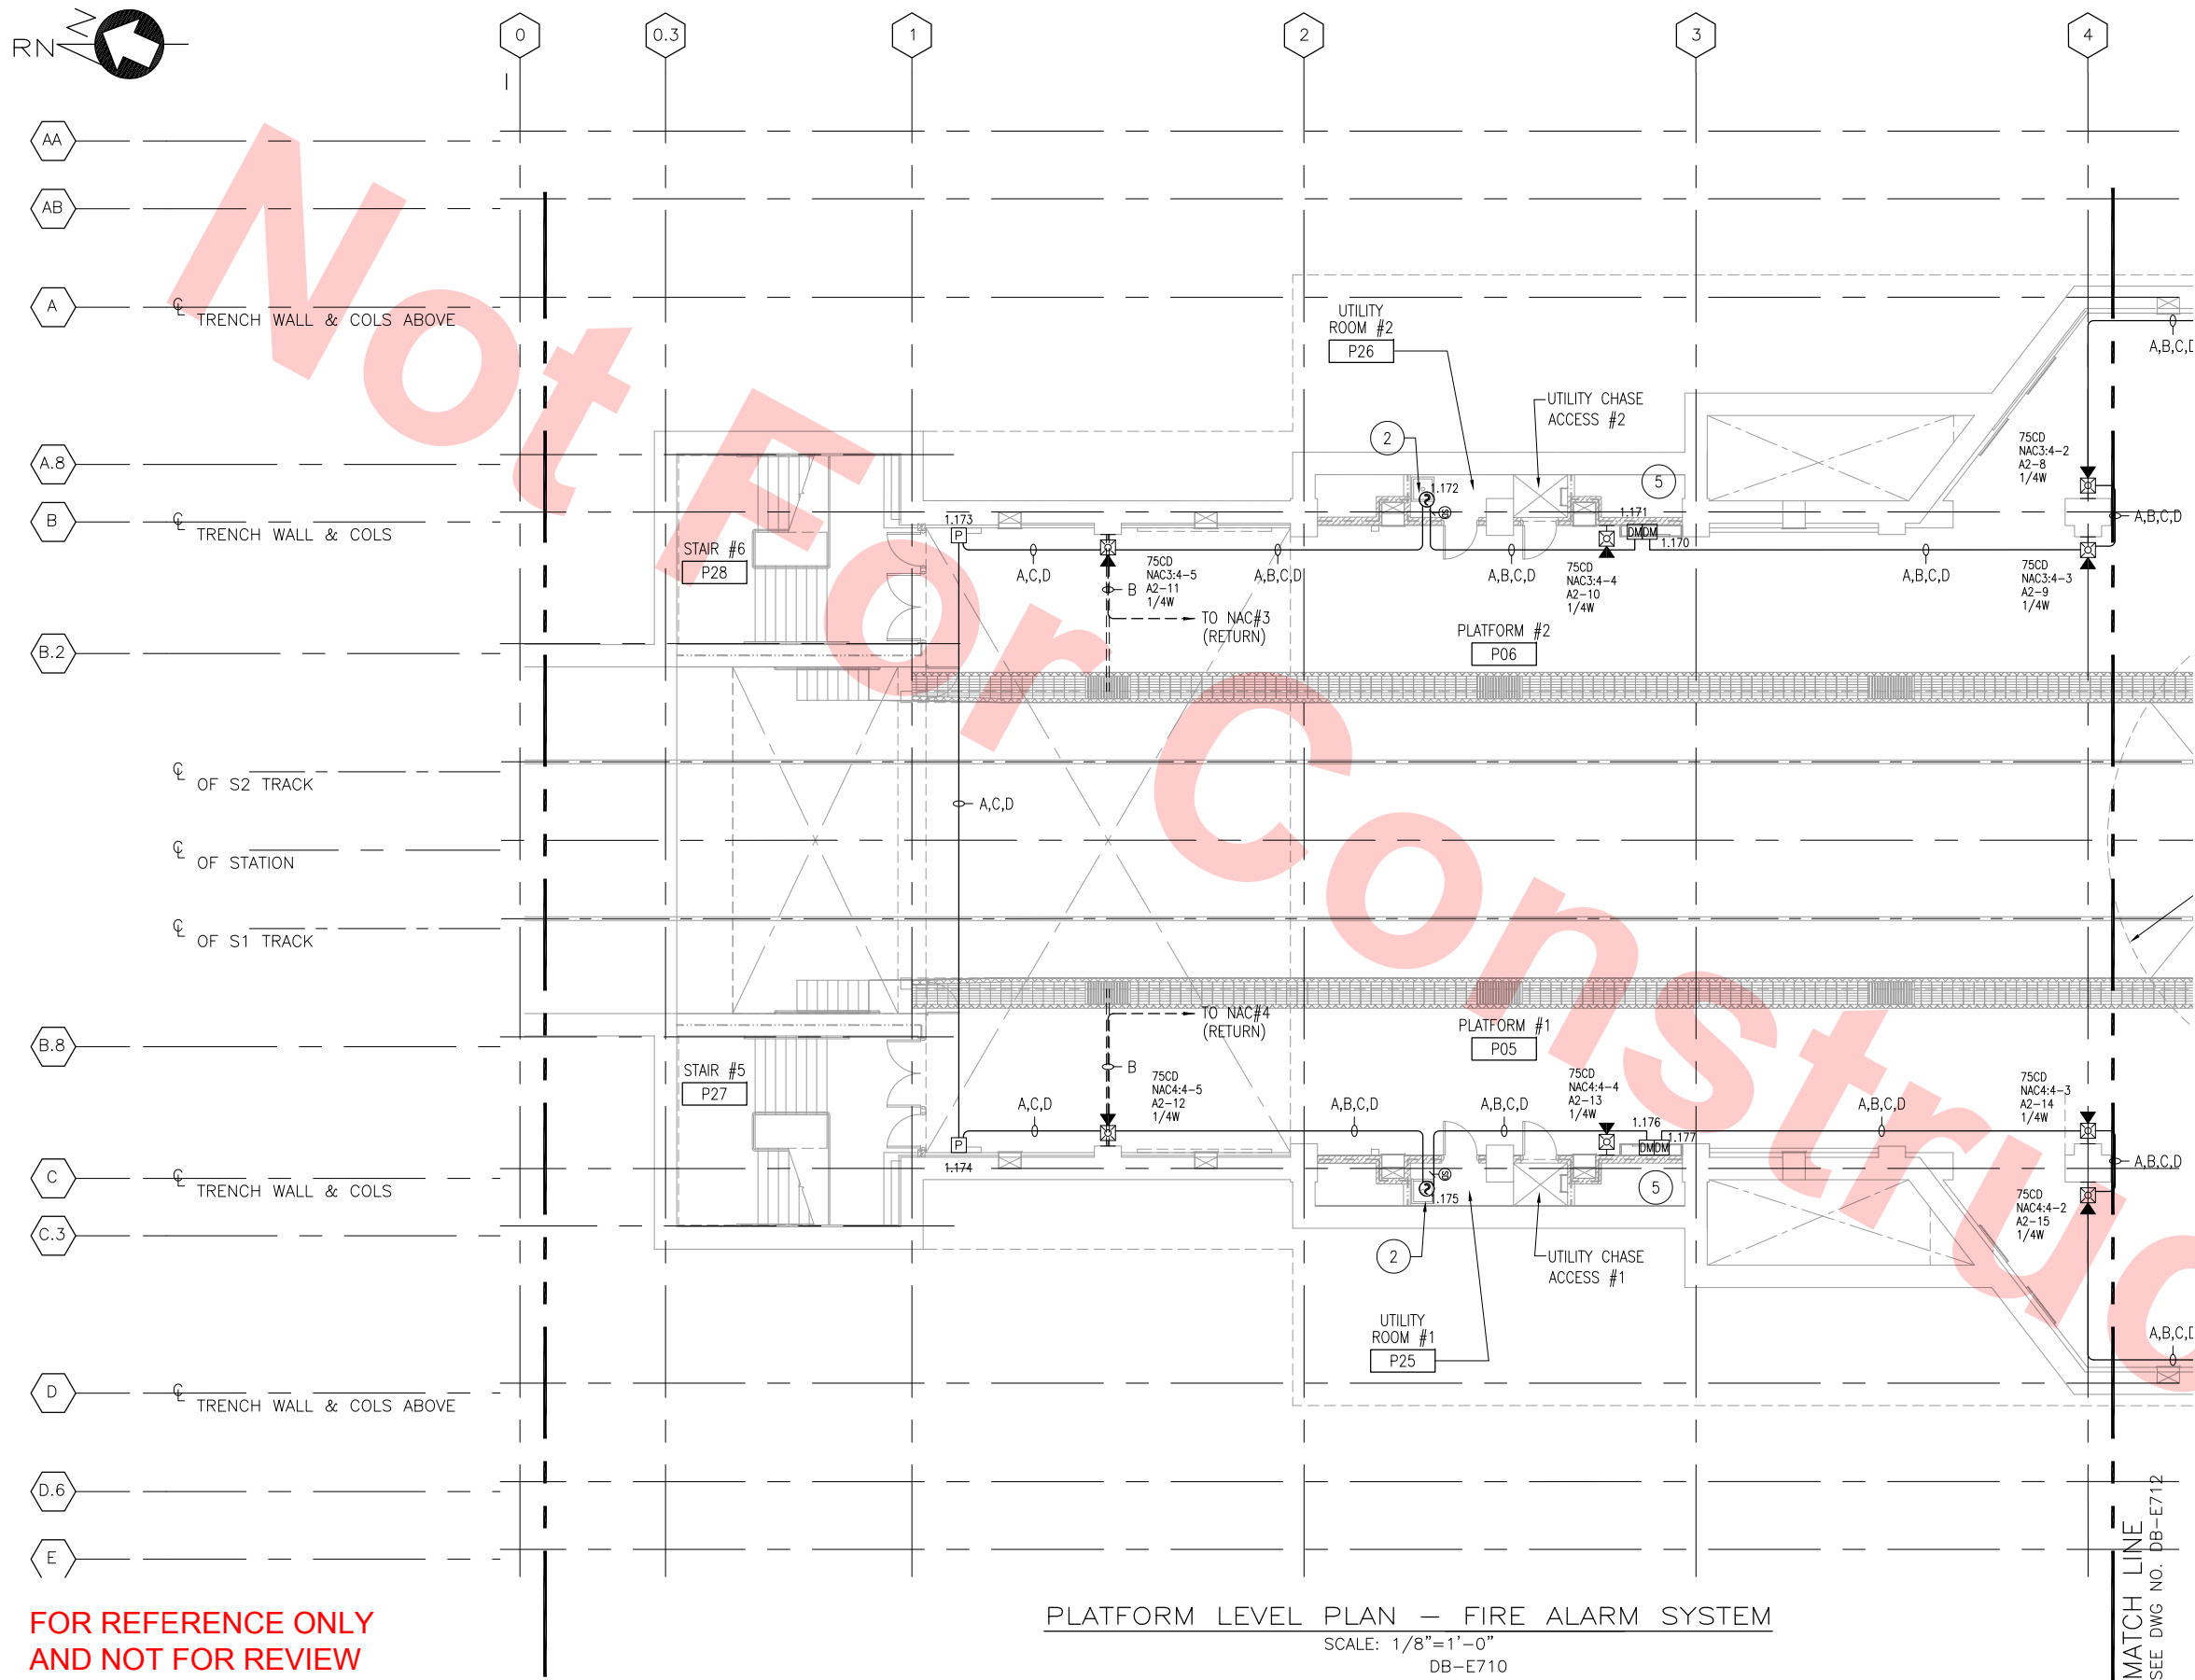 RN
0
0.3
1
2
3
4
AA
AB
A
℄ TRENCH WALL & COLS ABOVE
UTILITY
ROOM #2
P26
A,B,C,D
UTILITY CHASE
ACCESS #2
2
5
75CD
NAC3:4-2
A2-8
1/4W
A.8
B
℄ TRENCH WALL & COLS
1.172
1.173
P
1.171
DM DM
1.170
A,B,C,D
STAIR #6
P28
A,C,D
75CD
NAC3:4-5
A2-11
1/4W
A,B,C,D
A,B,C,D
75CD
NAC3:4-4
A2-10
1/4W
A,B,C,D
75CD
NAC3:4-3
A2-9
1/4W
B
TO NAC#3
(RETURN)
PLATFORM #2
P06
B.2
℄ OF S2 TRACK
A,C,D
℄ OF STATION
℄ OF S1 TRACK
TO NAC#4
(RETURN)
PLATFORM #1
P05
B.8
STAIR #5
P27
B
75CD
NAC4:4-5
A2-12
1/4W
75CD
NAC4:4-4
A2-13
1/4W
75CD
NAC4:4-3
A2-14
1/4W
A,C,D
A,B,C,D
A,B,C,D
A,B,C,D
1.176
1.177
DM DM
P
1.174
A,B,C,D
C
℄ TRENCH WALL & COLS
1.175
5
75CD
NAC4:4-2
A2-15
1/4W
C.3
2
UTILITY CHASE
ACCESS #1
UTILITY
ROOM #1
P25
A,B,C,D
D
℄ TRENCH WALL & COLS ABOVE
D.6
E
MATCH LINE
SEE DWG NO. DB-E712
FOR REFERENCE ONLY
AND NOT FOR REVIEW
PLATFORM LEVEL PLAN – FIRE ALARM SYSTEM
SCALE: 1/8"=1'-0"
DB-E710
Not For Construc